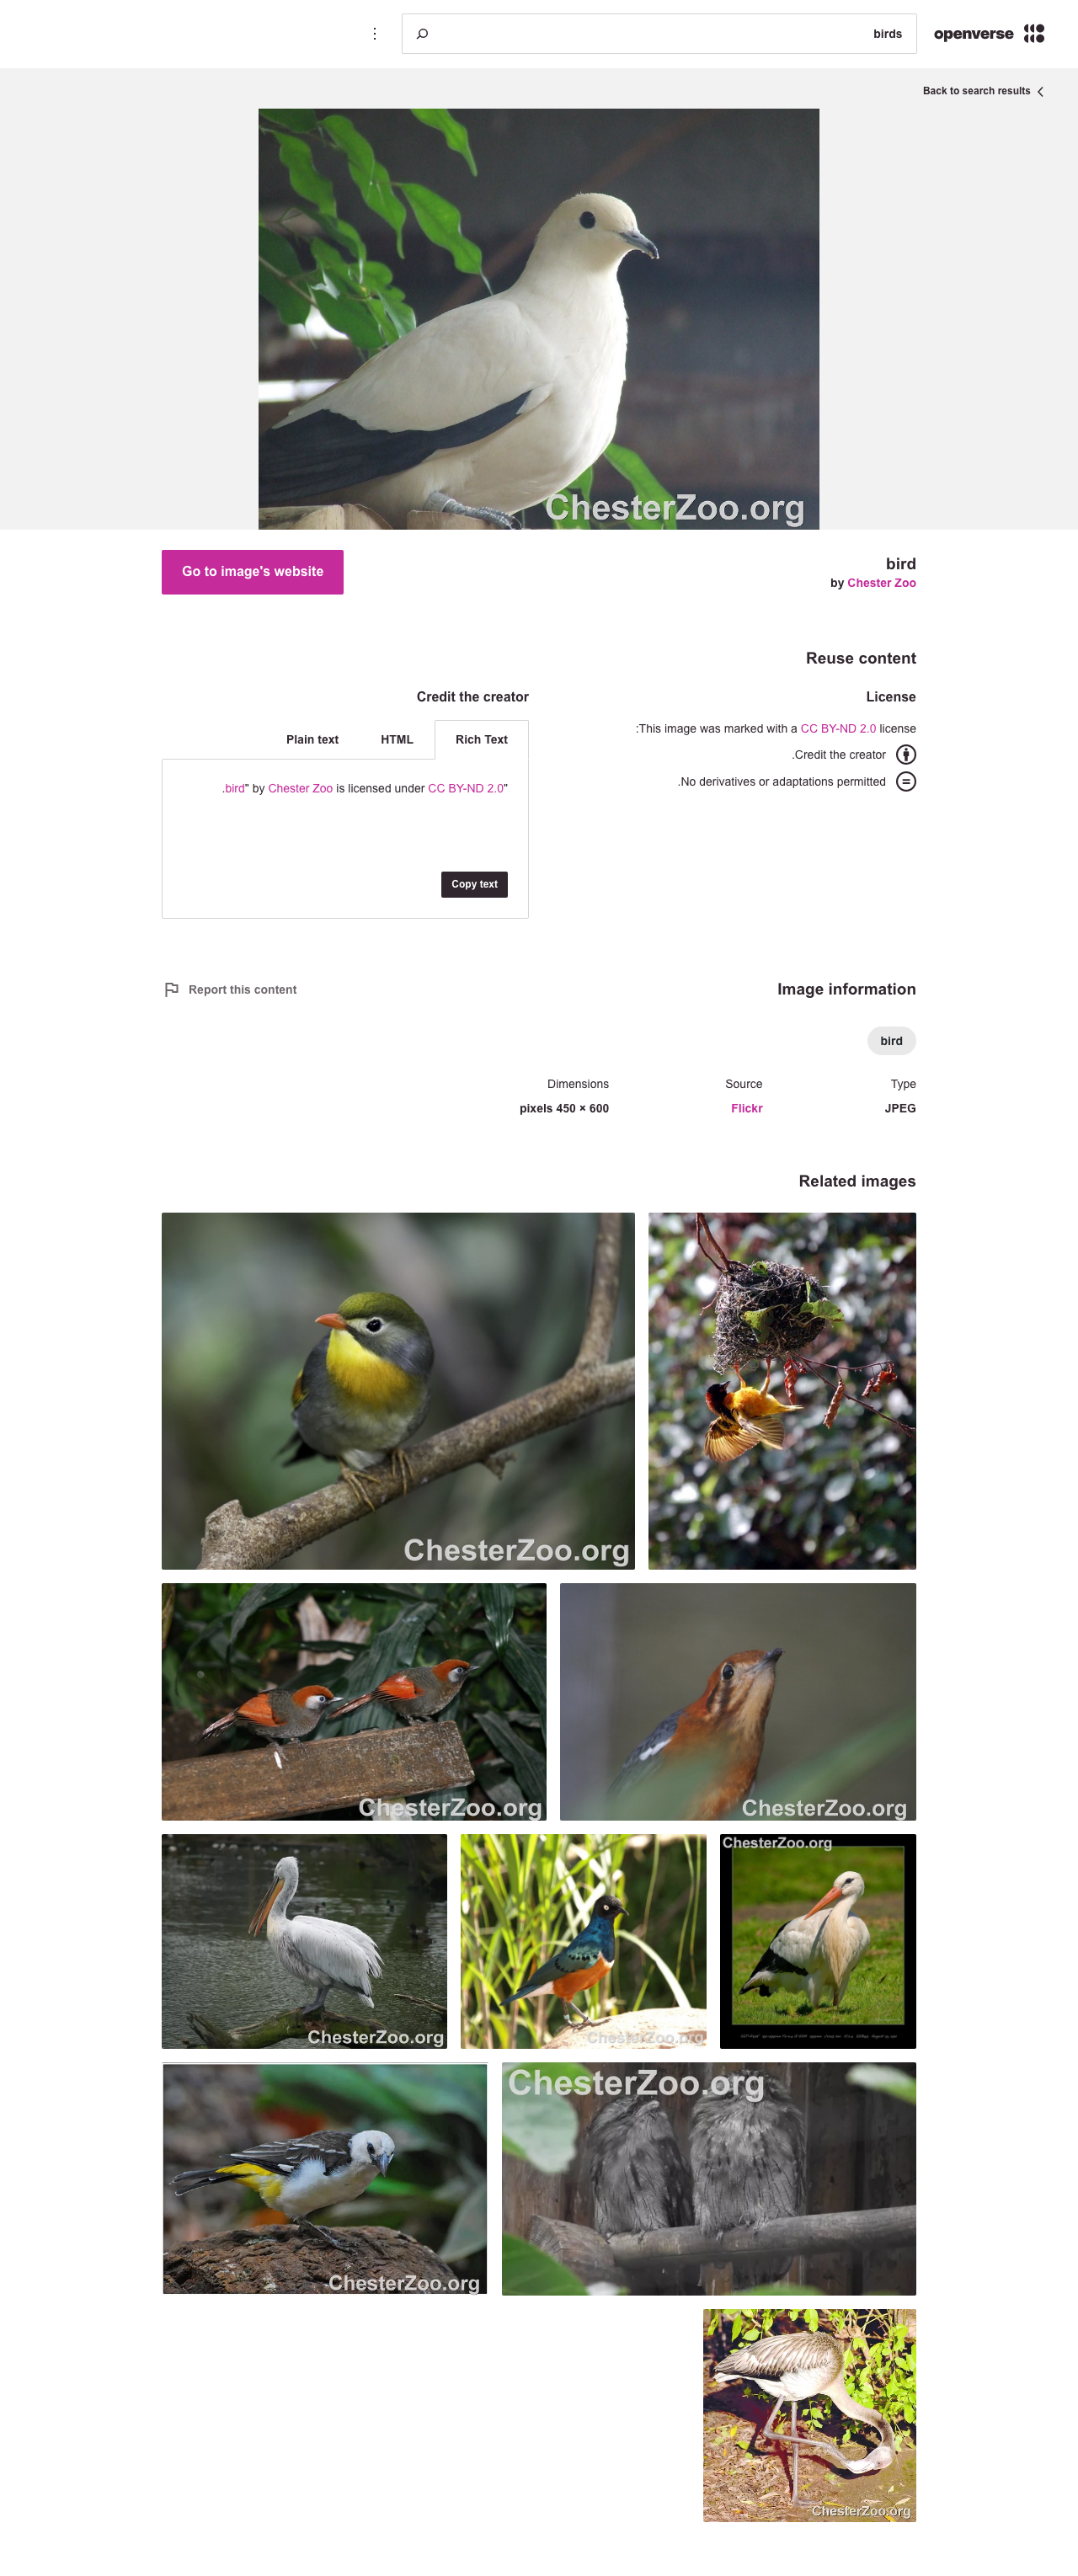 openverse
birds
Back to search results
ChesterZoo.org
bird
by Chester Zoo
Go to image's website
Reuse content
License
:This image was marked with a CC BY-ND 2.0 license
.Credit the creator
.No derivatives or adaptations permitted
Credit the creator
Rich Text
HTML
Plain text
.bird" by Chester Zoo is licensed under CC BY-ND 2.0"
Copy text
Image information
Report this content
bird
Type
JPEG
Source
Flickr
Dimensions
pixels 450 × 600
Related images
ChesterZoo.org
ChesterZoo.org
ChesterZoo.org
ChesterZoo.org
ChesterZoo.org
ChesterZoo.org
ChesterZoo.org
ChesterZoo.org
ChesterZoo.org